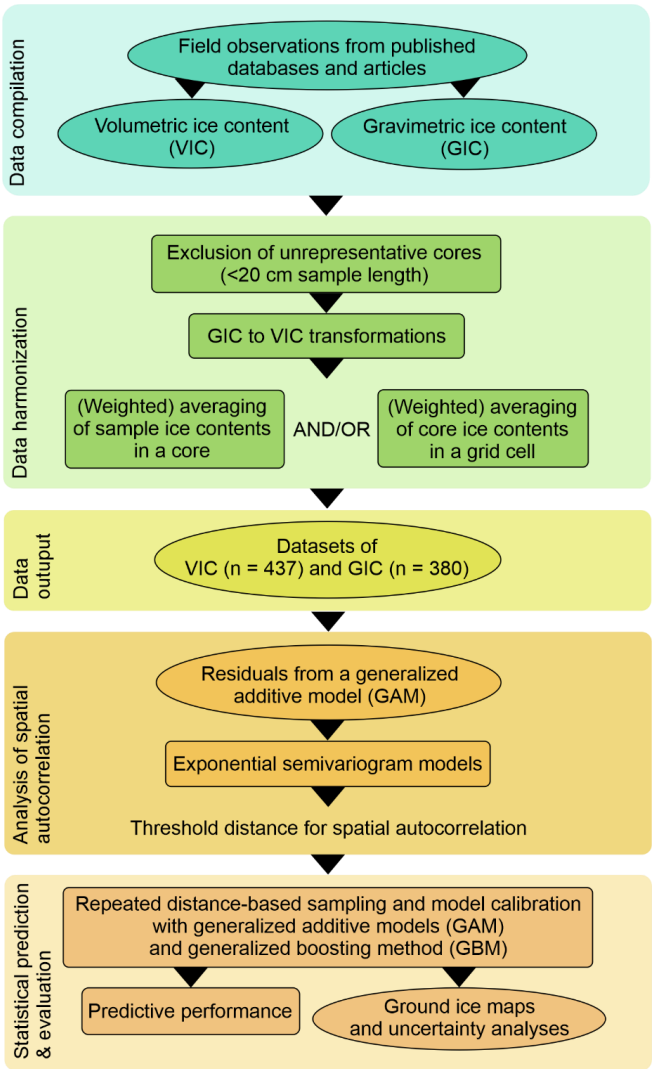 Data compilation
Field observations from published
databases and articles
Volumetric ice content
(VIC)
Gravimetric ice content
(GIC)
Data harmonization
Exclusion of unrepresentative cores
(<20 cm sample length)
GIC to VIC transformations
(Weighted) averaging
of sample ice contents
in a core
AND/OR
(Weighted) averaging
of core ice contents
in a grid cell
Data
outuput
Datasets of
VIC (n = 437) and GIC (n = 380)
Analysis of spatial
autocorrelation
Residuals from a generalized
additive model (GAM)
Exponential semivariogram models
Threshold distance for spatial autocorrelation
Statistical prediction
& evaluation
Repeated distance-based sampling and model calibration
with generalized additive models (GAM)
and generalized boosting method (GBM)
Predictive performance
Ground ice maps
and uncertainty analyses